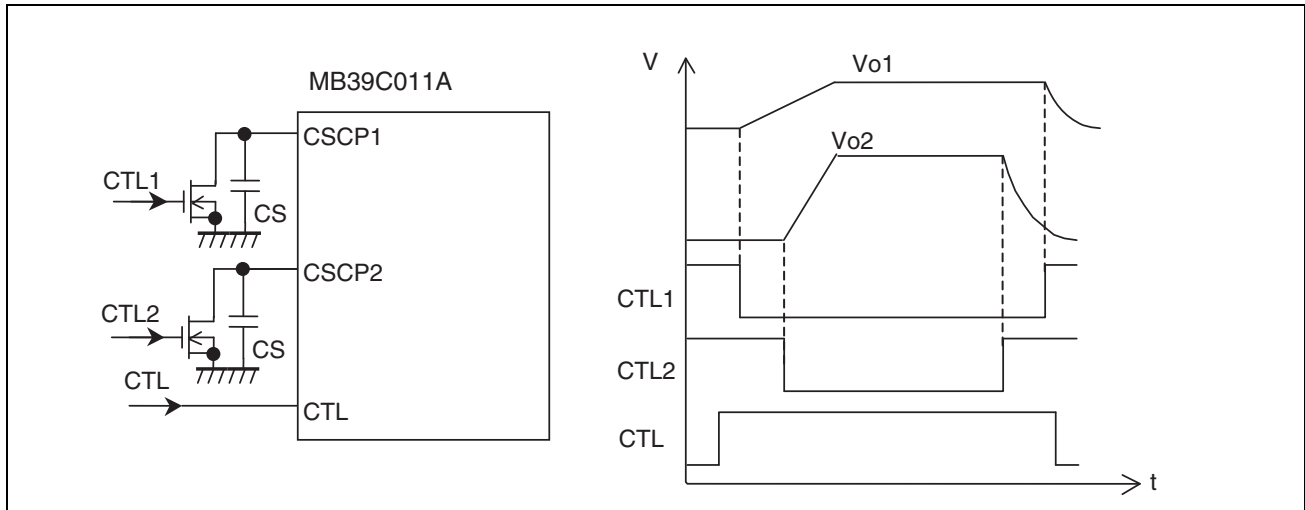 MB39C011A
CSCP1
CTL1
CS
CSCP2
CTL2
CS
CTL
CTL
V
Vo1
Vo2
CTL1
CTL2
CTL
t